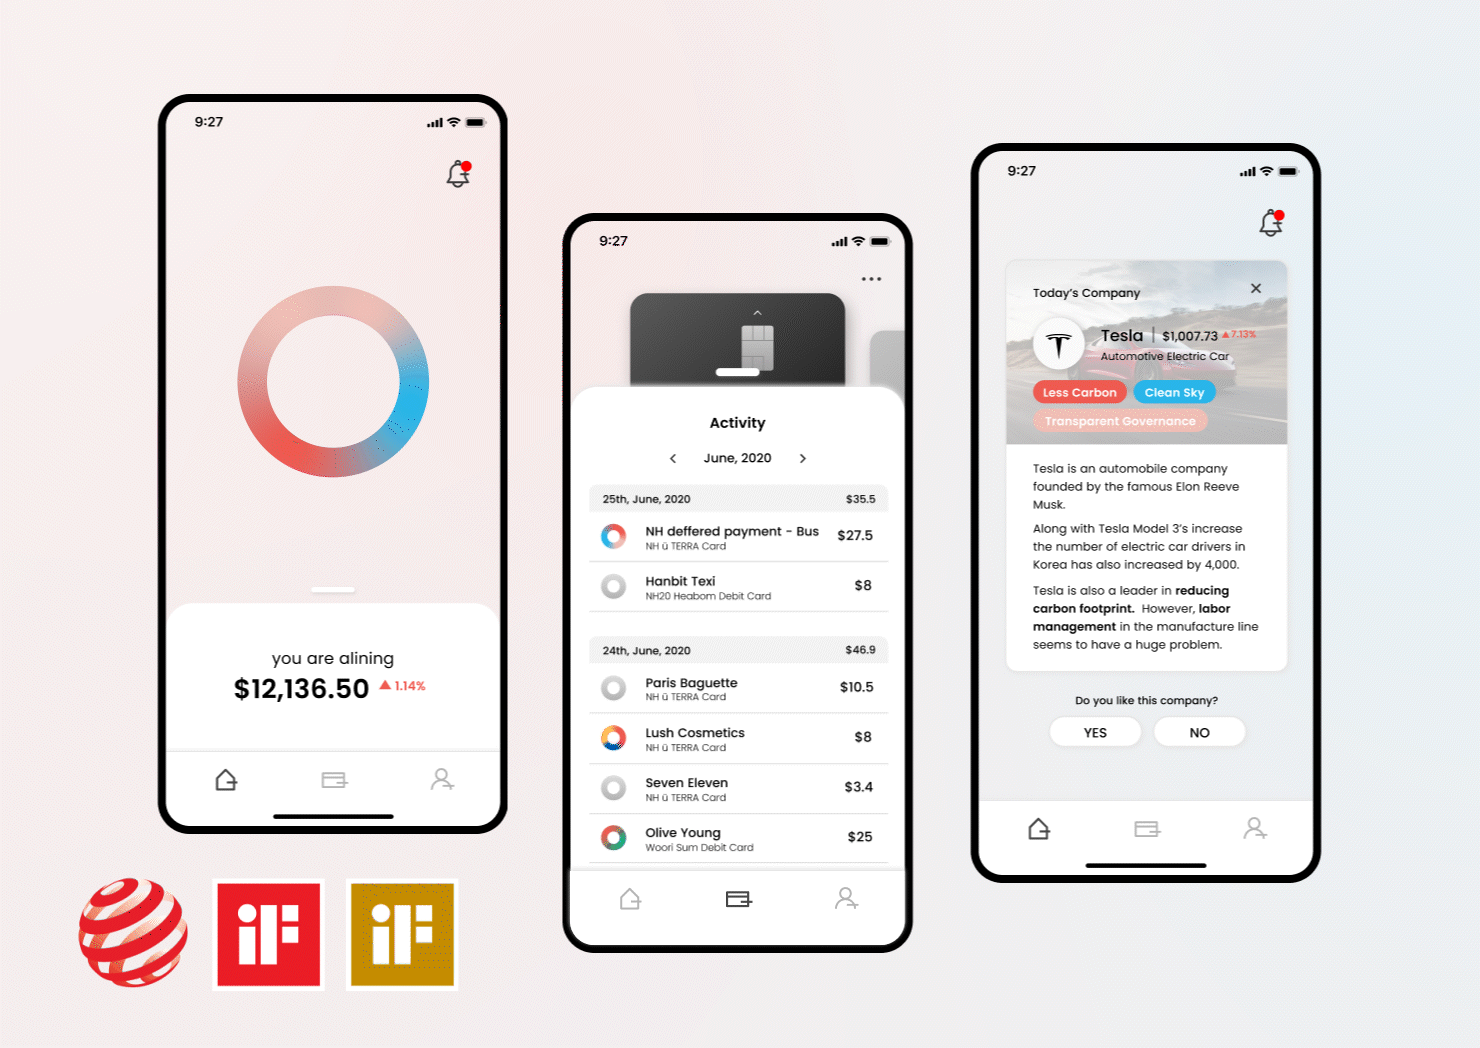 9:27
you are alining
$12,136.50 ▲ 1.14%
9:27
Activity
June, 2020
25th, June, 2020 $35.5
NH deffered payment - Bus $27.5
NH ü TERRA Card
Hanbit Texi $8
NH20 Heabom Debit Card
24th, June, 2020 $46.9
Paris Baguette $10.5
NH ü TERRA Card
Lush Cosmetics $8
NH ü TERRA Card
Seven Eleven $3.4
NH ü TERRA Card
Olive Young $25
Woori Sum Debit Card
9:27
Today's Company
Tesla | $1,007.73 ▲7.13%
Automotive Electric Car
Less Carbon Clean Sky
Transparent Governance
Tesla is an automobile company
founded by the famous Elon Reeve
Musk.
Along with Tesla Model 3's increase
the number of electric car drivers in
Korea has also increased by 4,000.
Tesla is also a leader in reducing
carbon footprint. However, labor
management in the manufacture line
seems to have a huge problem.
Do you like this company?
YES NO
iF iF